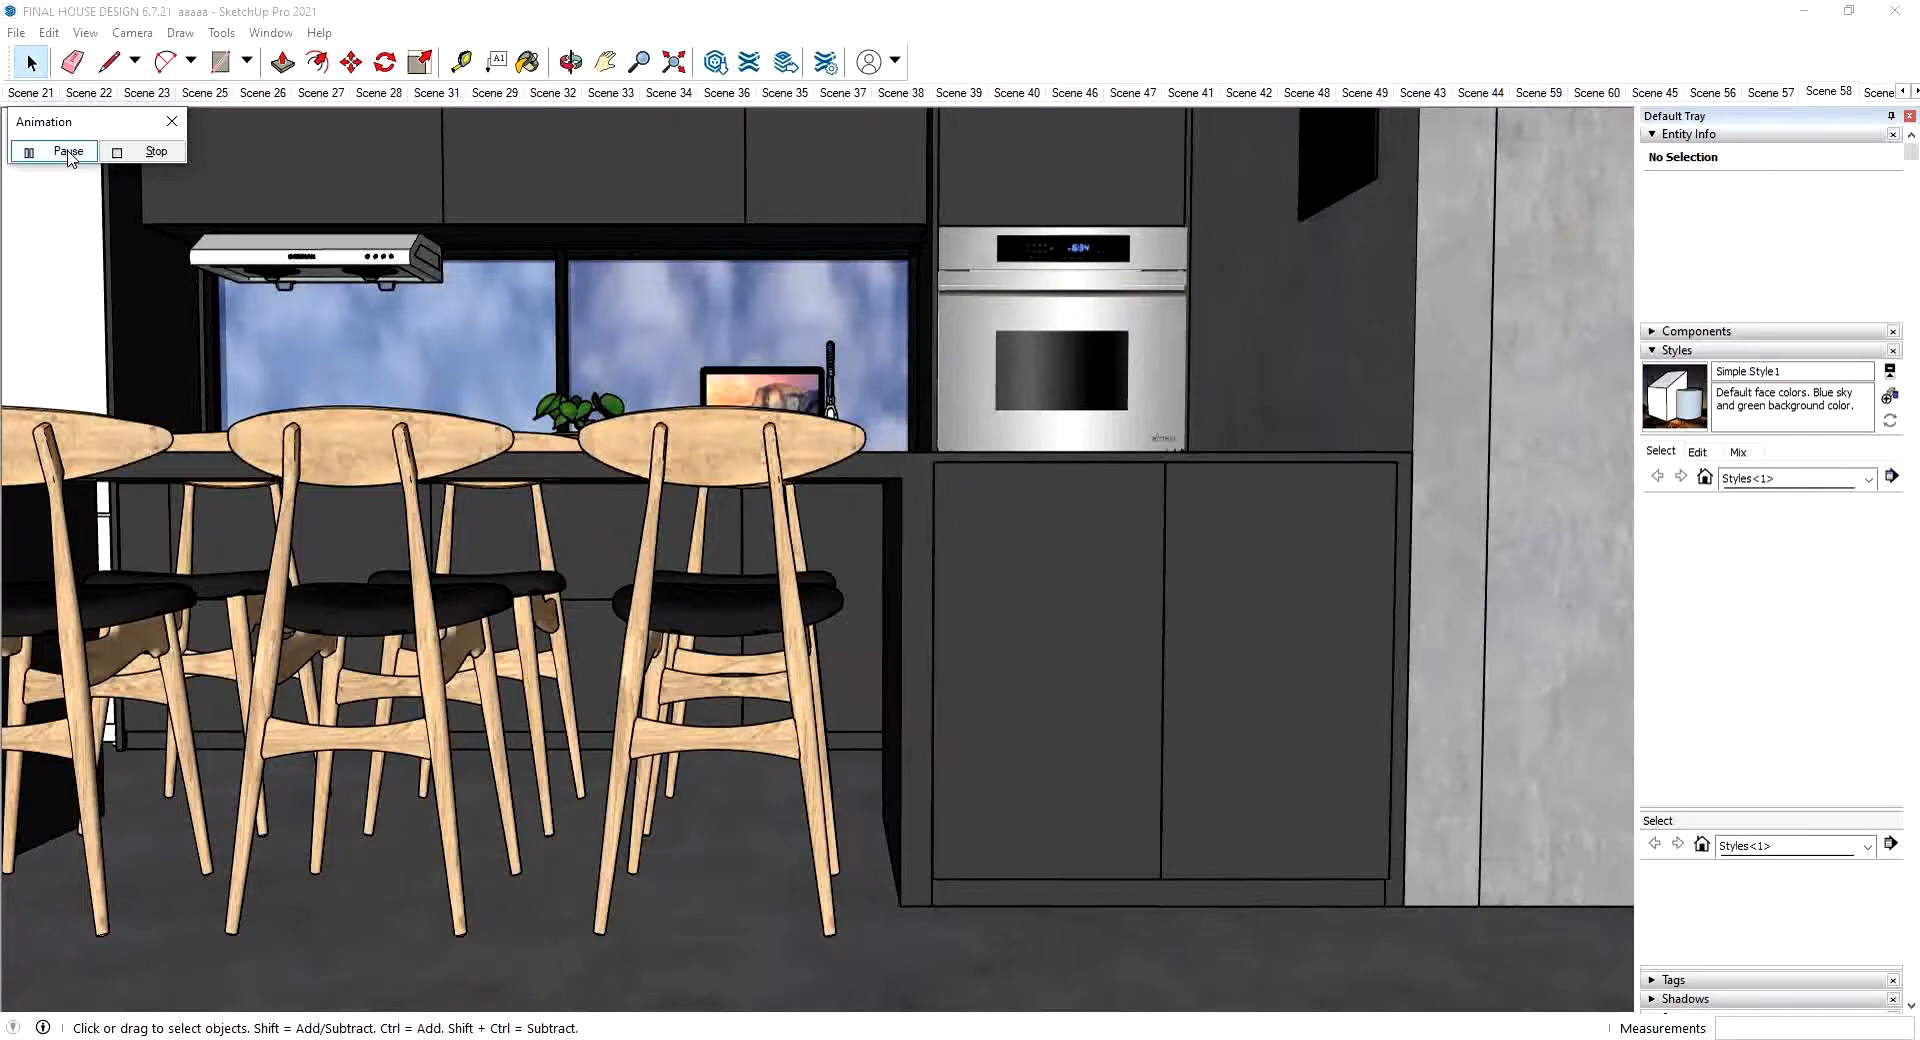 FINAL HOUSE DESIGN 6.7.21 aaaaa - SketchUp Pro 2021
File Edit View Camera Draw Tools Window Help
A1
Scene 21 Scene 22 Scene 23 Scene 25 Scene 26 Scene 27 Scene 28 Scene 31 Scene 29 Scene 32 Scene 33 Scene 34 Scene 36 Scene 35 Scene 37 Scene 38 Scene 39 Scene 40 Scene 46 Scene 47 Scene 41 Scene 42 Scene 48 Scene 49 Scene 43 Scene 44 Scene 59 Scene 60 Scene 45 Scene 56 Scene 57 Scene 58 Scene
Animation
Pause Stop
Default Tray
Entity Info
No Selection
Components
Styles
Simple Style1
Default face colors. Blue sky
and green background color.
Select Edit Mix
Styles<1>
Select
Styles<1>
Tags
Shadows
Click or drag to select objects. Shift = Add/Subtract. Ctrl = Add. Shift + Ctrl = Subtract.
Measurements